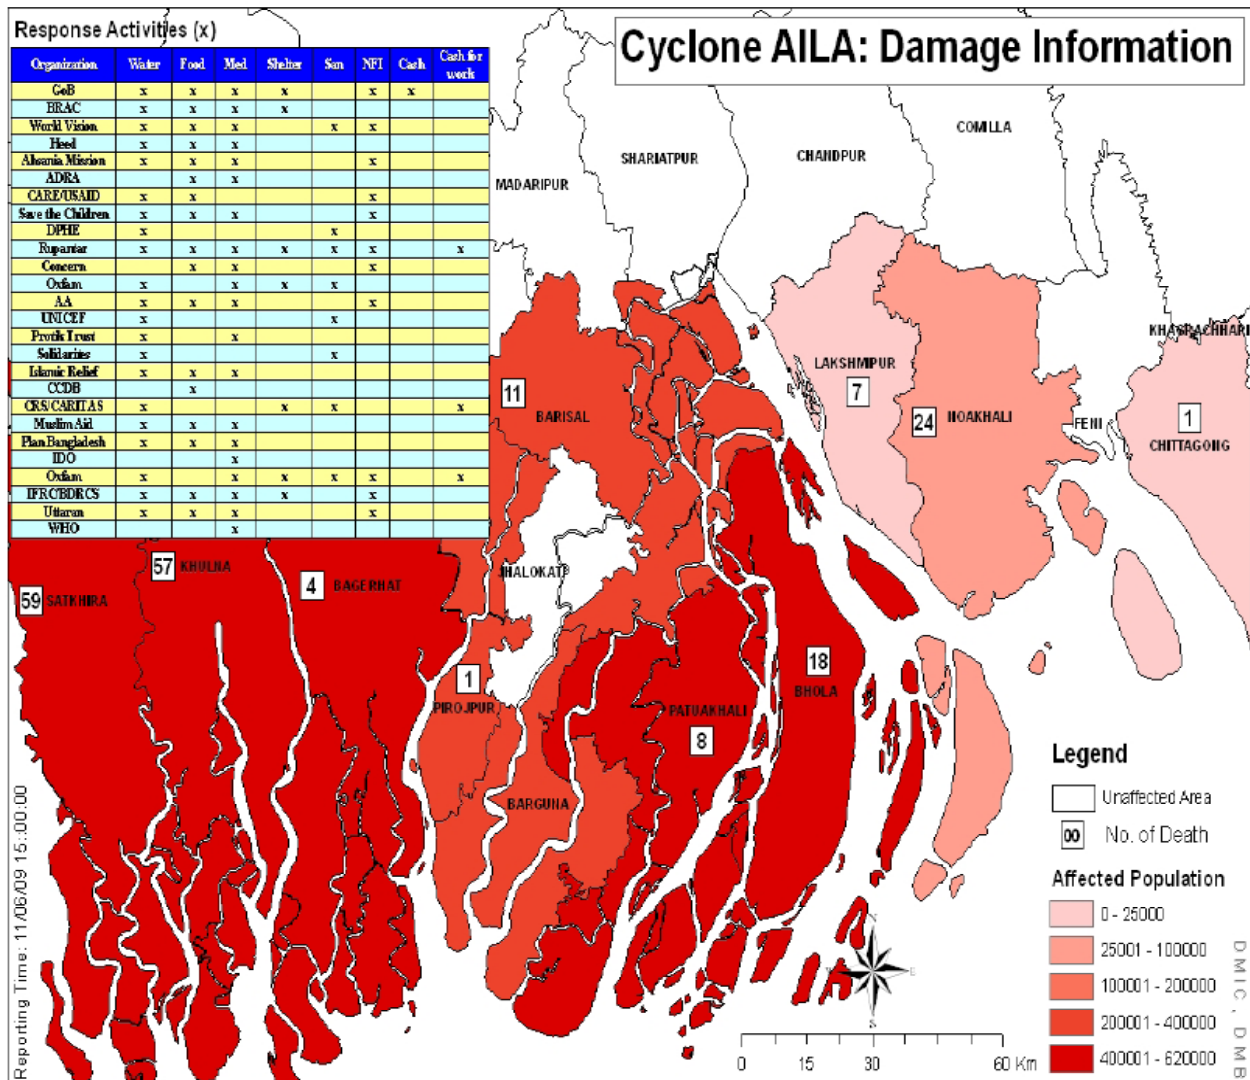 Response Activities (x)
Cyclone AILA: Damage Information
Organization Water Food Med Shelter San NFI Cash Cash for work
GoB x x x x x x
BRAC x x x x
World Vision x x x x x
Heed x x x
Ahsania Mission x x x x
ADRA x x
CARE/USAID x x x
Save the Children x x x x
DPHE x x
Rupantar x x x x x x x
Concern x x x
Oxfam x x x x
AA x x x x
UNICEF x x
Protik Trust x x
Solidarites x x
Islamic Relief x x x
CCDB x
CRS/CARITAS x x x x
Muslim Aid x x x
Plan Bangladesh x x x
IDO x
Oxfam x x x x x x
IFRC/BDRCS x x x x x
Uttaran x x x x
WHO x
COMILLA
SHARIATPUR
CHANDPUR
MADARIPUR
KHAGRACHHARI
LAKSHMIPUR
7
11
BARISAL
24
NOAKHALI
FENI
1
CHITTAGONG
57
KHULNA
JHALOKATI
4
BAGERHAT
59
SATKHIRA
18
BHOLA
1
PIROJPUR
PATUAKHALI
8
BARGUNA
Legend
Unaffected Area
00 No. of Death
Affected Population
0 - 25000
25001 - 100000
100001 - 200000
200001 - 400000
400001 - 620000
N
E
S
0 15 30 60 Km
Reporting Time: 11/06/09 15:00:00
DMIC, DMB